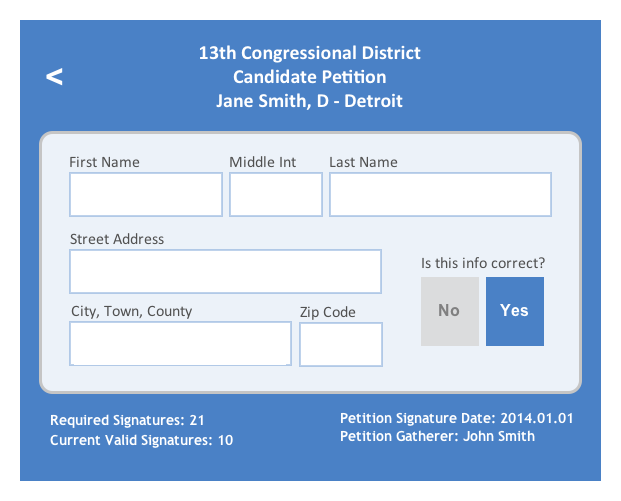 13th Congressional District
Candidate Petition
Jane Smith, D - Detroit
<
First Name Middle Int Last Name
Street Address
Is this info correct?
No Yes
City, Town, County Zip Code
Required Signatures: 21
Current Valid Signatures: 10
Petition Signature Date: 2014.01.01
Petition Gatherer: John Smith